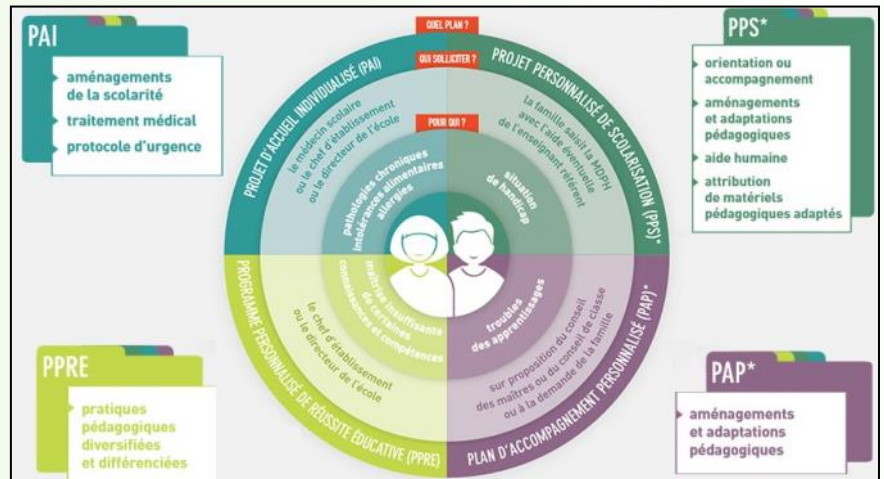 PAI
aménagements
de la scolarité
traitement médical
protocole d'urgence
QUEL PLAN ?
QUI SOLLICITER ?
POUR QUI ?
PROJET D'ACCUEIL INDIVIDUALISÉ (PAI)
le médecin scolaire
ou le chef d'établissement
ou le directeur de l'école
pathologies chroniques
intolérances alimentaires
allergies
PROJET PERSONNALISÉ DE SCOLARISATION (PPS)*
La famille saisit la MDPH
avec l'aide éventuelle
de l'enseignant référent
situation
de handicap
PPS*
orientation ou
accompagnement
aménagements
et adaptations
pédagogiques
aide humaine
attribution
de matériels
pédagogiques adaptés
PPRE
pratiques
pédagogiques
diversifiées
et différenciées
PROGRAMME PERSONNALISÉ DE RÉUSSITE ÉDUCATIVE (PPRE)
le chef d'établissement
ou le directeur de l'école
maîtrise insuffisante
de certaines
connaissances et compétences
troubles
des apprentissages
sur proposition du conseil
des maîtres ou du conseil de classe
ou à la demande de la famille
PLAN D'ACCOMPAGNEMENT PERSONNALISÉ (PAP)*
PAP*
aménagements
et adaptations
pédagogiques